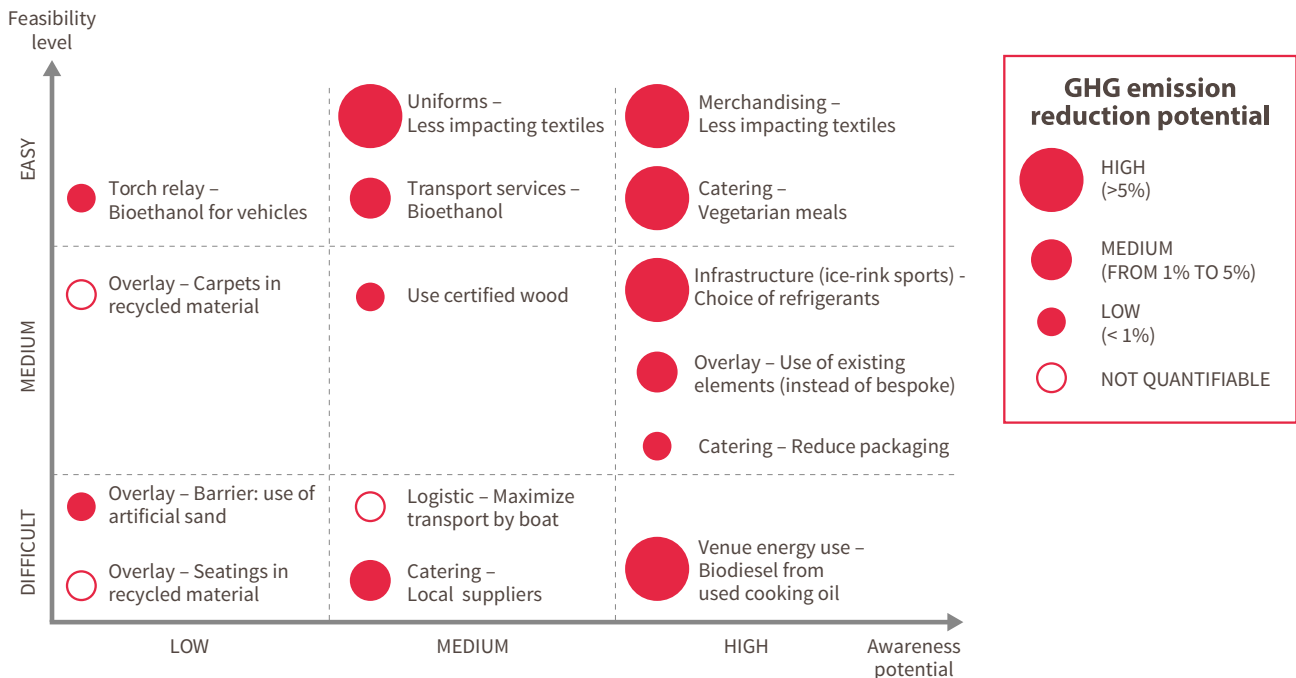 Feasibility
level
EASY
MEDIUM
DIFFICULT
Uniforms –
Less impacting textiles
Merchandising –
Less impacting textiles
Torch relay –
Bioethanol for vehicles
Transport services –
Bioethanol
Catering –
Vegetarian meals
Overlay – Carpets in
recycled material
Use certified wood
Infrastructure (ice-rink sports) -
Choice of refrigerants
Overlay – Use of existing
elements (instead of bespoke)
Catering – Reduce packaging
Overlay – Barrier: use of
artificial sand
Logistic – Maximize
transport by boat
Venue energy use –
Biodiesel from
used cooking oil
Overlay – Seatings in
recycled material
Catering –
Local suppliers
LOW
MEDIUM
HIGH
Awareness
potential
GHG emission
reduction potential
HIGH
(>5%)
MEDIUM
(FROM 1% TO 5%)
LOW
(< 1%)
NOT QUANTIFIABLE